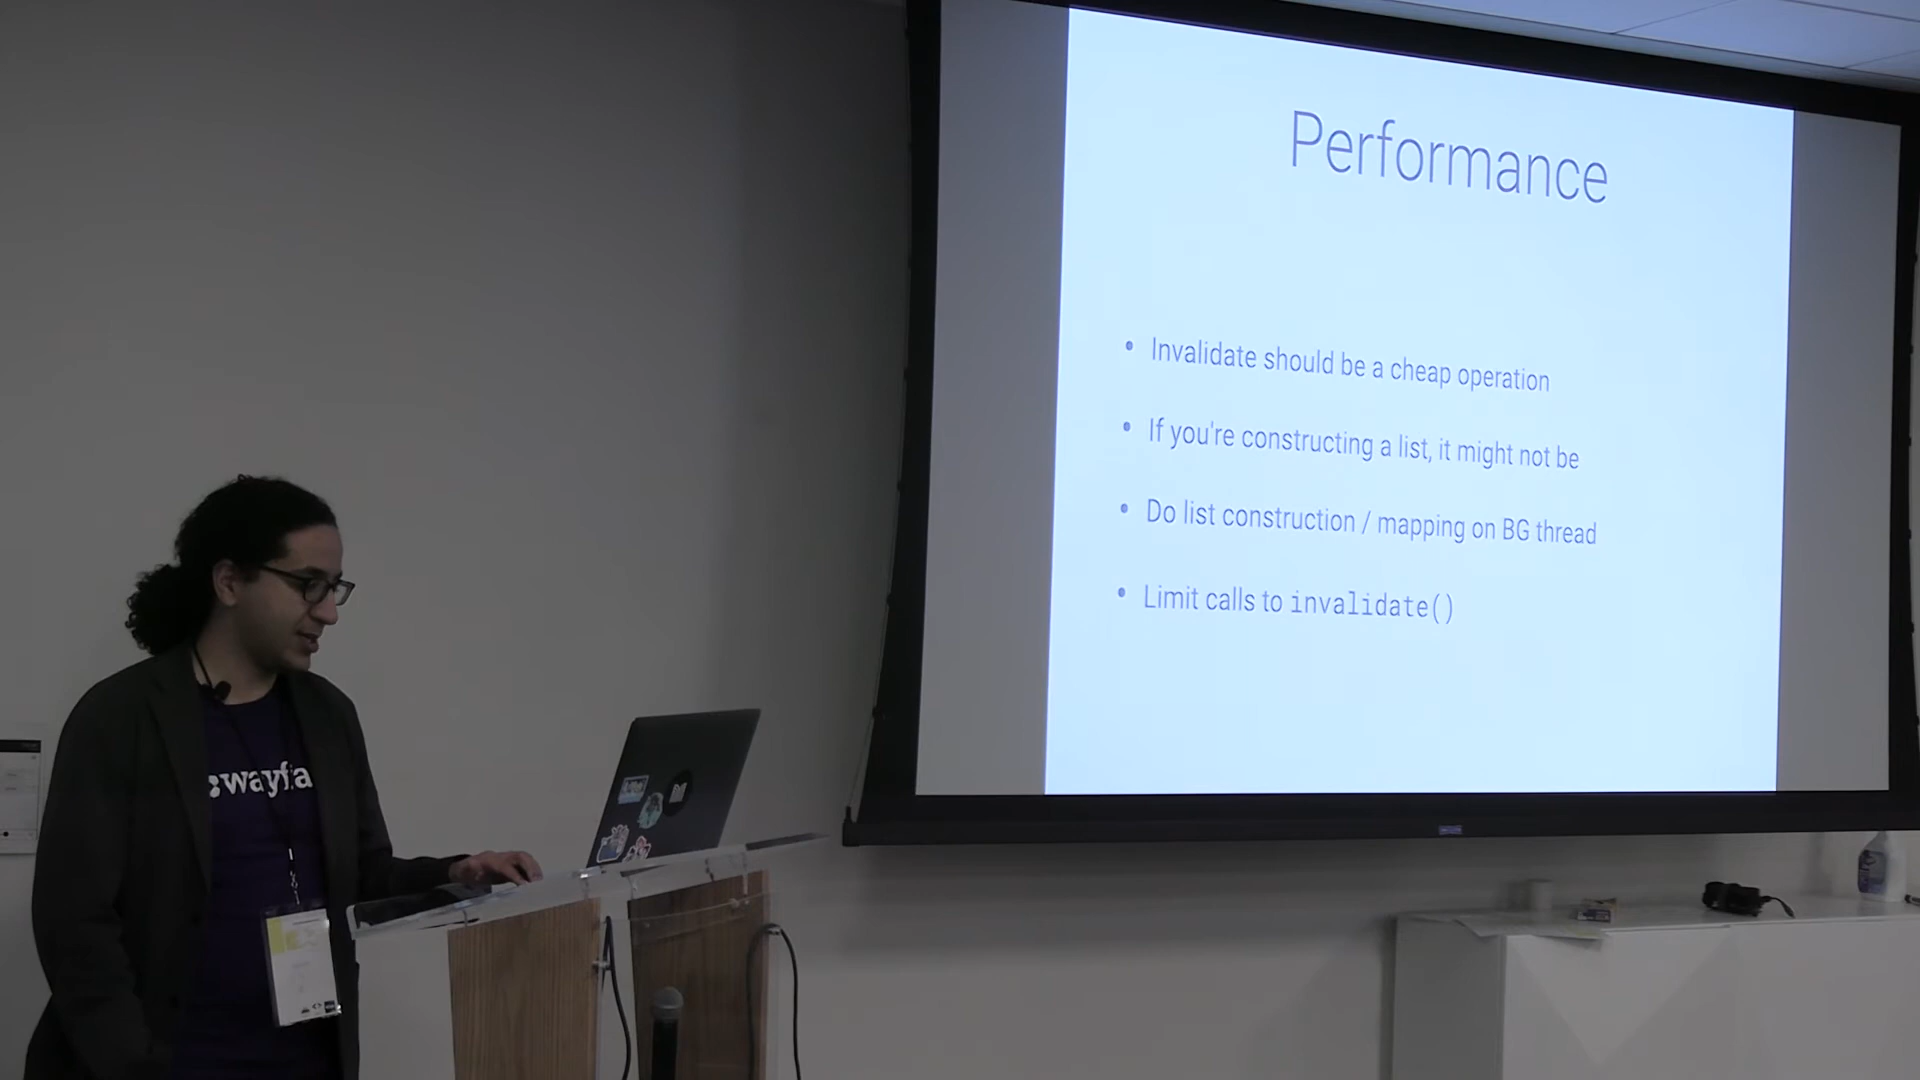 Performance
• Invalidate should be a cheap operation
• If you're constructing a list, it might not be
• Do list construction / mapping on BG thread
• Limit calls to invalidate()
wayfa